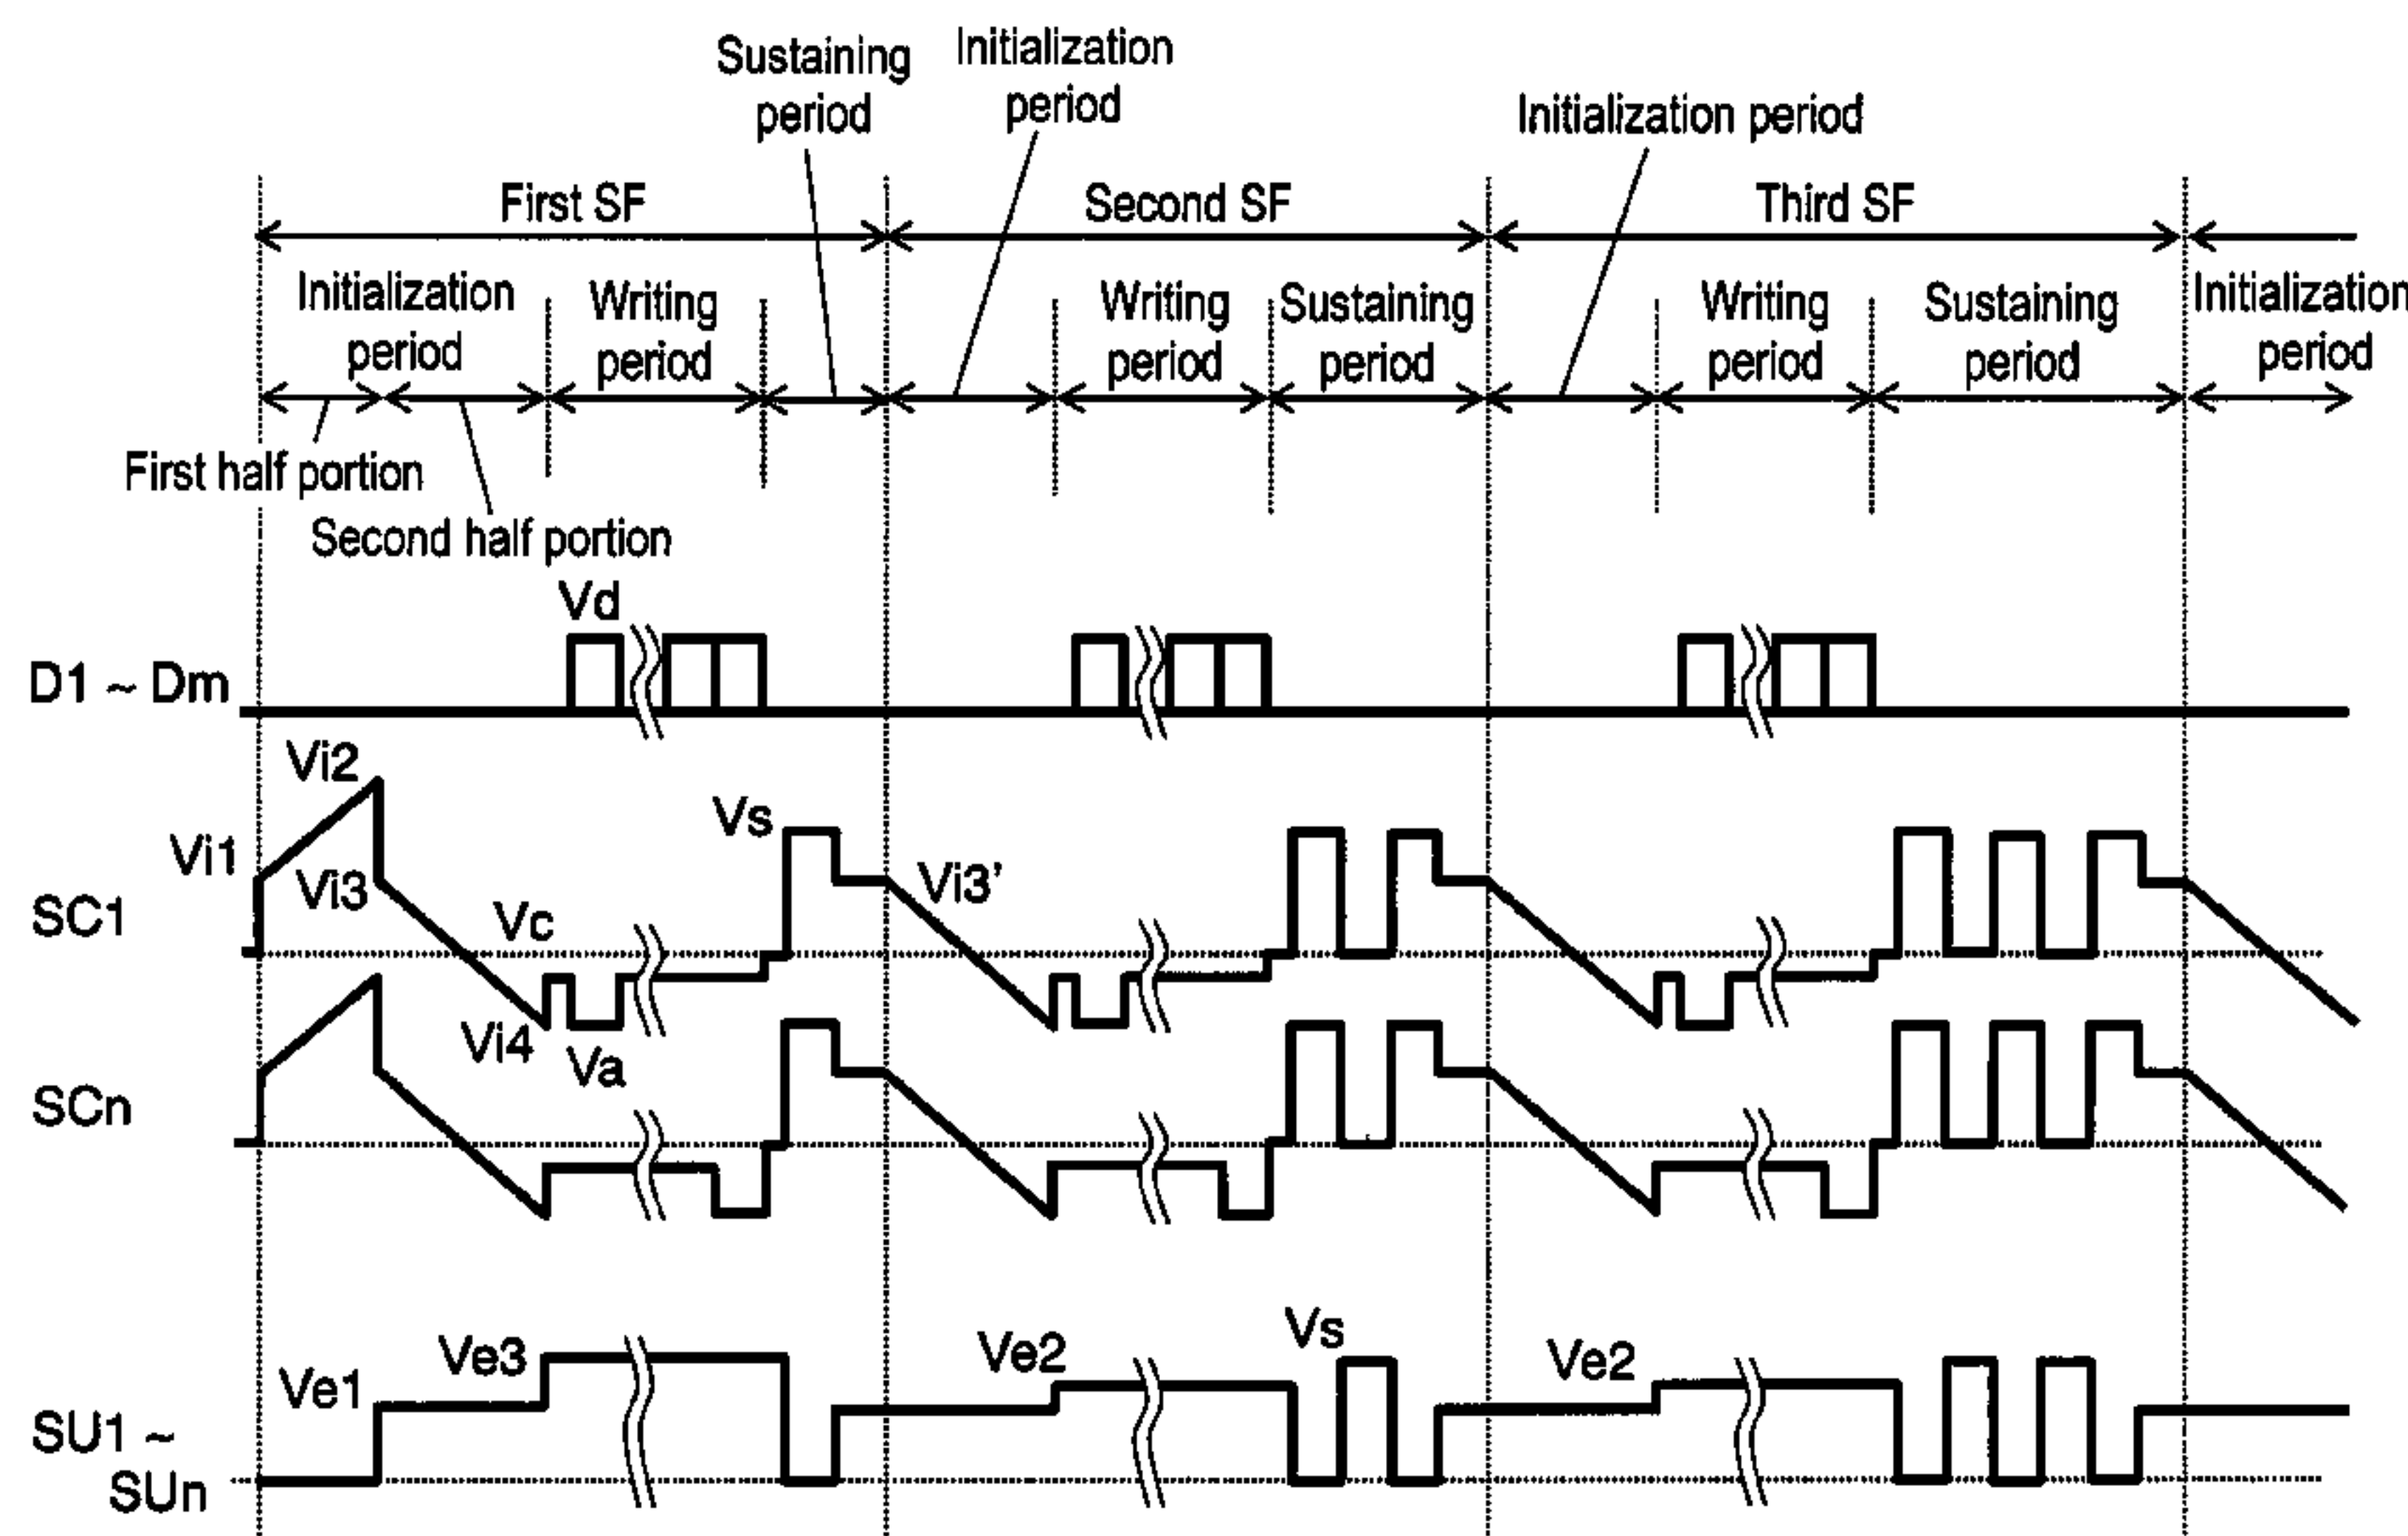 Sustaining
period
Initialization
period
Initialization period
First SF
Second SF
Third SF
Initialization
period
Writing
period
Writing
period
Sustaining
period
Writing
period
Sustaining
period
Initialization
period
First half portion
Second half portion
Vd
D1 ~ Dm
Vi2
Vi1
Vi3
Vc
Vs
Vi3'
SC1
Vi4
Va
SCn
Ve1
Ve3
Ve2
Vs
Ve2
SU1 ~
SUn